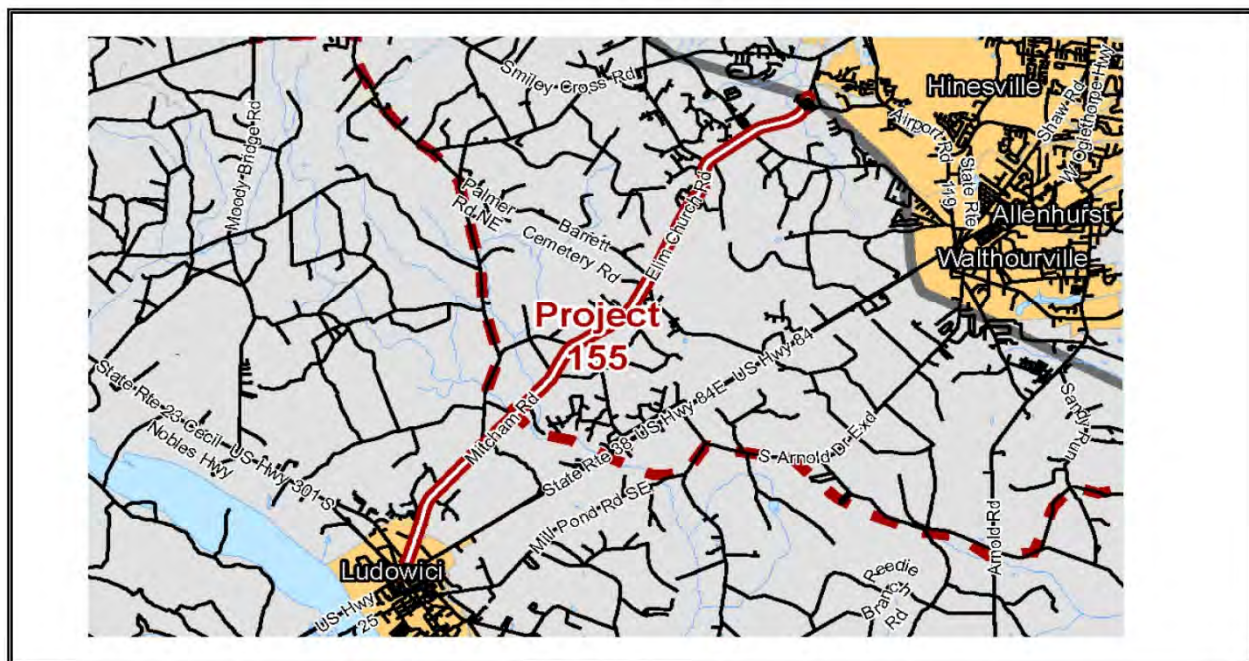 Smiley Cross Rd
Hinesville
Shaw Rd
W Oglethorpe Hwy
Airport Rd
State Rte
119
Moody Bridge Rd
Palmer
Rd NE
Barrett
Cemetery Rd
Elim Church Rd
Allenhurst
Walthourville
Project
155
US Hwy 84E US Hwy 84
State Rte 38
State Rte 23 Cecil
Nobles Hwy
US Hwy 301 S
Mitcham Rd
S Arnold Dr Exd
Sandy Run
Mill Pond Rd SE
Arnold Rd
Reedie
Branch
Rd
Ludowici
US Hwy
25